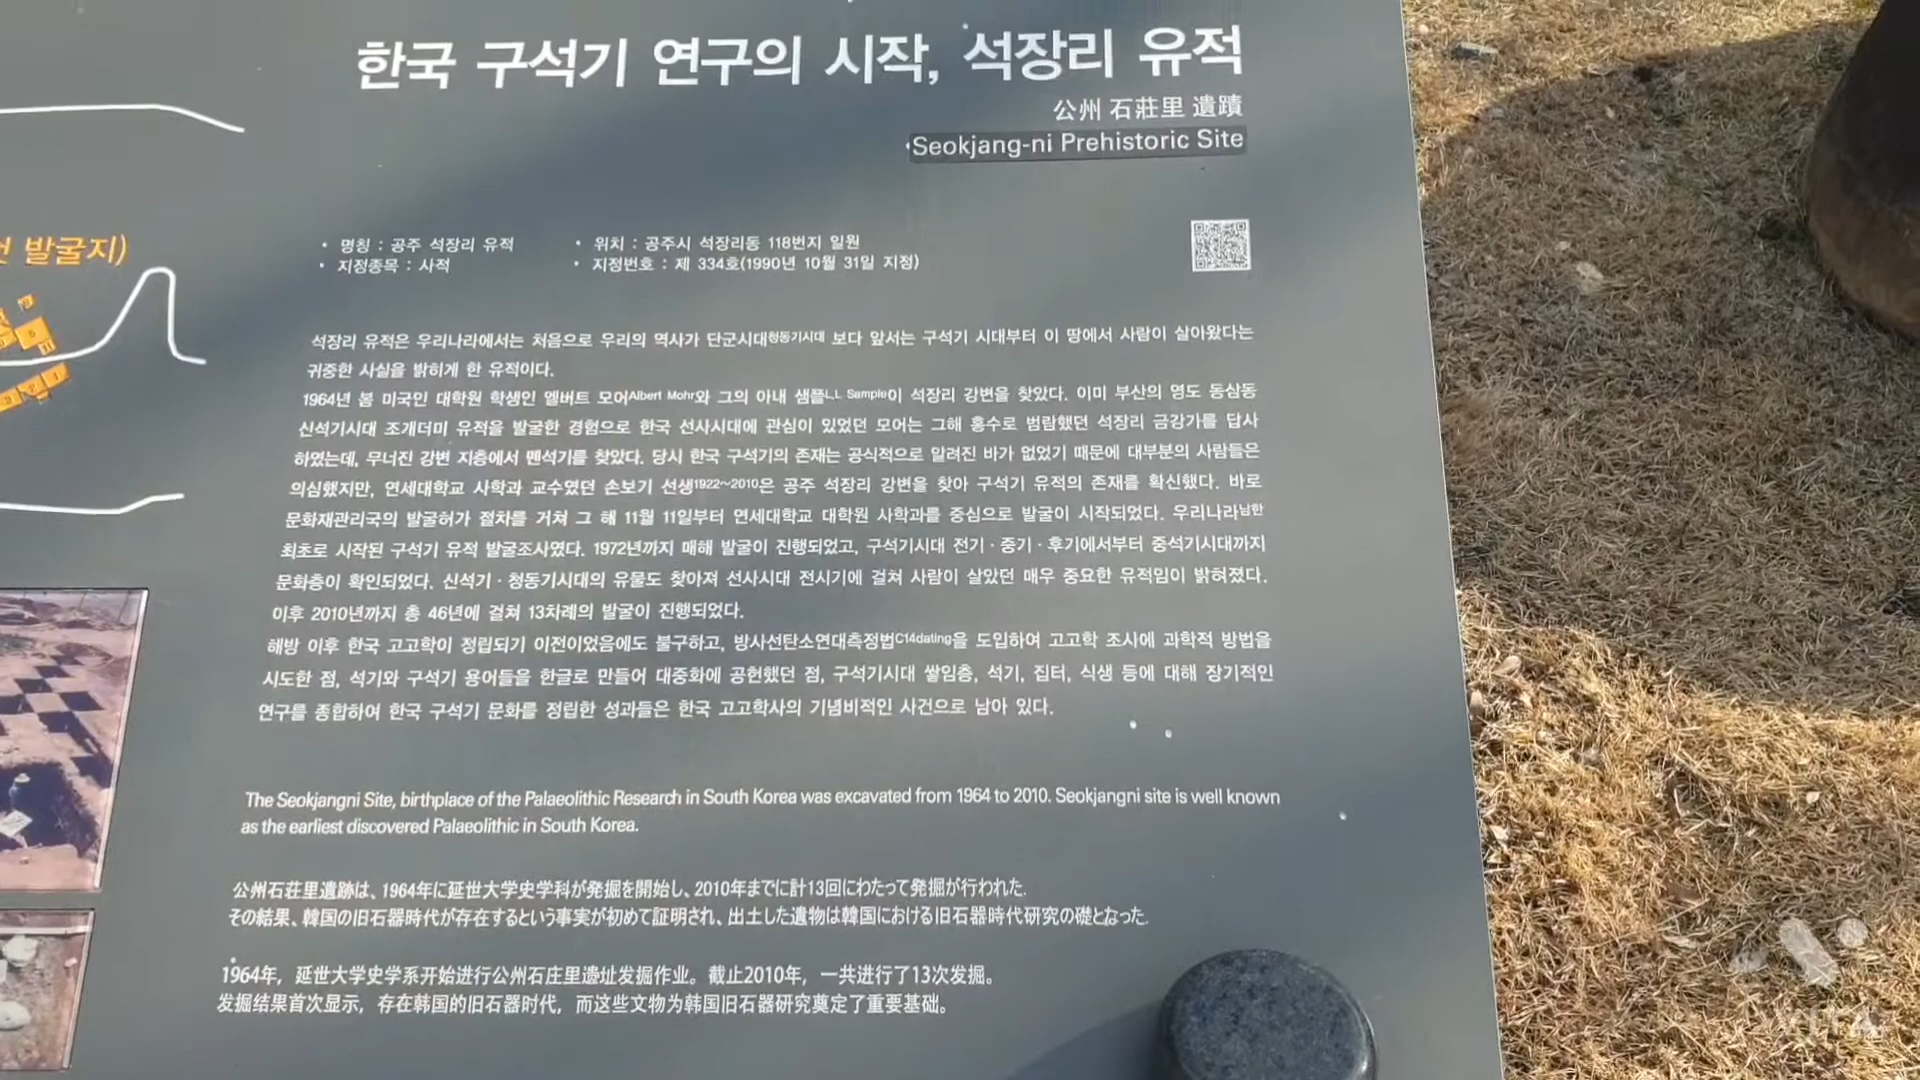 한국 구석기 연구의 시작, 석장리 유적
公州 石莊里 遺蹟
Seokjang-ni Prehistoric Site
발굴지)
• 명칭 : 공주 석장리 유적
• 위치 : 공주시 석장리동 118번지 일원
• 지정종목 : 사적
• 지정번호 : 제 334호(1990년 10월 31일 지정)
석장리 유적은 우리나라에서는 처음으로 우리의 역사가 단군시대청동기시대 보다 앞서는 구석기 시대부터 이 땅에서 사람이 살아왔다는
귀중한 사실을 밝히게 한 유적이다.
1964년 봄 미국인 대학원 학생인 엘버트 모어Albert Mohr와 그의 아내 샘플L.L Sample이 석장리 강변을 찾았다. 이미 부산의 영도 동삼동
신석기시대 조개더미 유적을 발굴한 경험으로 한국 선사시대에 관심이 있었던 모어는 그해 홍수로 범람했던 석장리 금강가를 답사
하였는데, 무너진 강변 지층에서 뗀석기를 찾았다. 당시 한국 구석기의 존재는 공식적으로 알려진 바가 없었기 때문에 대부분의 사람들은
의심했지만, 연세대학교 사학과 교수였던 손보기 선생1922~2010은 공주 석장리 강변을 찾아 구석기 유적의 존재를 확신했다. 바로
문화재관리국의 발굴허가 절차를 거쳐 그 해 11월 11일부터 연세대학교 대학원 사학과를 중심으로 발굴이 시작되었다. 우리나라남한
최초로 시작된 구석기 유적 발굴조사였다. 1972년까지 매해 발굴이 진행되었고, 구석기시대 전기 · 중기 · 후기에서부터 중석기시대까지
문화층이 확인되었다. 신석기 · 청동기시대의 유물도 찾아져 선사시대 전시기에 걸쳐 사람이 살았던 매우 중요한 유적임이 밝혀졌다.
이후 2010년까지 총 46년에 걸쳐 13차례의 발굴이 진행되었다.
해방 이후 한국 고고학이 정립되기 이전이었음에도 불구하고, 방사선탄소연대측정법C14dating을 도입하여 고고학 조사에 과학적 방법을
시도한 점, 석기와 구석기 용어들을 한글로 만들어 대중화에 공헌했던 점, 구석기시대 쌓임층, 석기, 집터, 식생 등에 대해 장기적인
연구를 종합하여 한국 구석기 문화를 정립한 성과들은 한국 고고학사의 기념비적인 사건으로 남아 있다.
The Seokjangni Site, birthplace of the Palaeolithic Research in South Korea was excavated from 1964 to 2010. Seokjangni site is well known
as the earliest discovered Palaeolithic in South Korea.
公州石荘里遺跡は、1964年に延世大学史学科が発掘を開始し、2010年までに計13回にわたって発掘が行われた.
その結果、韓国の旧石器時代が存在するという事実が初めて証明され、出土した遺物は韓国における旧石器時代研究の礎となった.
1964年，延世大学史学系开始进行公州石庄里遗址发掘作业。截止2010年，一共进行了13次发掘。
发掘结果首次显示，存在韩国的旧石器时代，而这些文物为韩国旧石器研究奠定了重要基础。
VITA